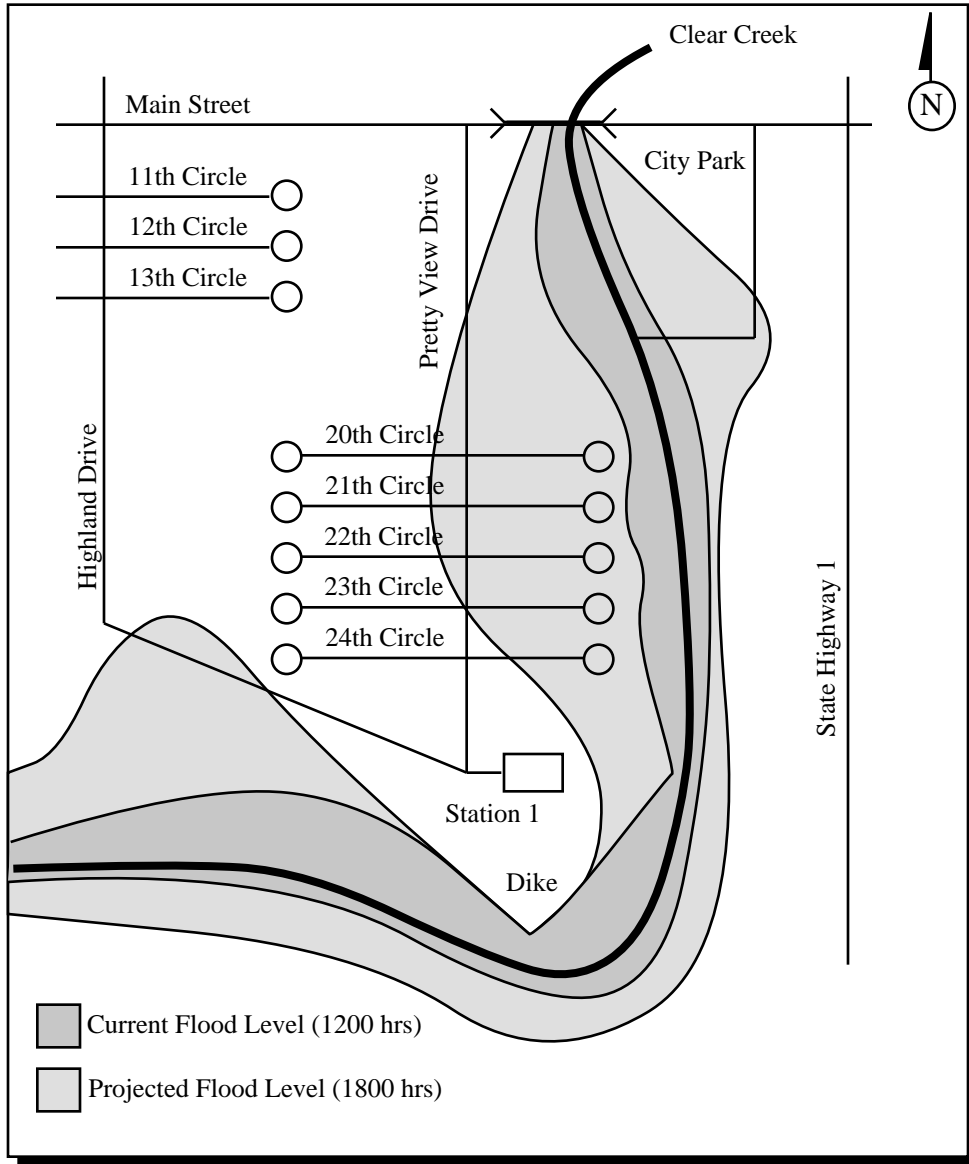 Clear Creek
N
Main Street
City Park
11th Circle
12th Circle
13th Circle
Pretty View Drive
Highland Drive
20th Circle
21th Circle
22th Circle
23th Circle
24th Circle
State Highway 1
Station 1
Dike
Current Flood Level (1200 hrs)
Projected Flood Level (1800 hrs)